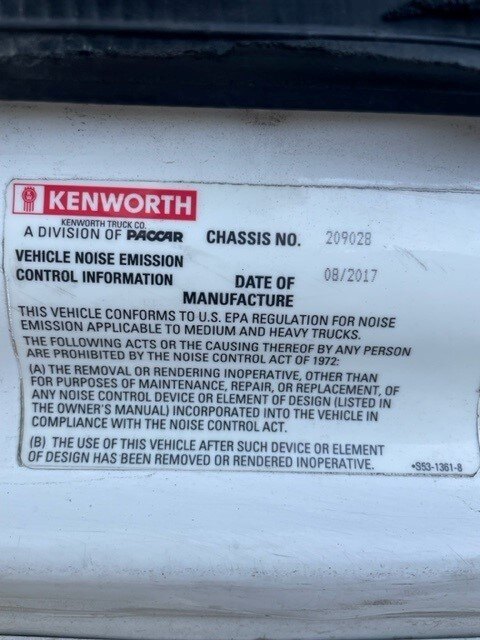 KENWORTH
KENWORTH TRUCK CO.
A DIVISION OF PACCAR
CHASSIS NO. 209028
VEHICLE NOISE EMISSION
CONTROL INFORMATION
DATE OF
MANUFACTURE
08/2017
THIS VEHICLE CONFORMS TO U.S. EPA REGULATION FOR NOISE
EMISSION APPLICABLE TO MEDIUM AND HEAVY TRUCKS.
THE FOLLOWING ACTS OR THE CAUSING THEREOF BY ANY PERSON
ARE PROHIBITED BY THE NOISE CONTROL ACT OF 1972:
(A) THE REMOVAL OR RENDERING INOPERATIVE, OTHER THAN
FOR PURPOSES OF MAINTENANCE, REPAIR, OR REPLACEMENT, OF
ANY NOISE CONTROL DEVICE OR ELEMENT OF DESIGN (LISTED IN
THE OWNER'S MANUAL) INCORPORATED INTO THE VEHICLE IN
COMPLIANCE WITH THE NOISE CONTROL ACT.
(B) THE USE OF THIS VEHICLE AFTER SUCH DEVICE OR ELEMENT
OF DESIGN HAS BEEN REMOVED OR RENDERED INOPERATIVE.
+S53-1361-8